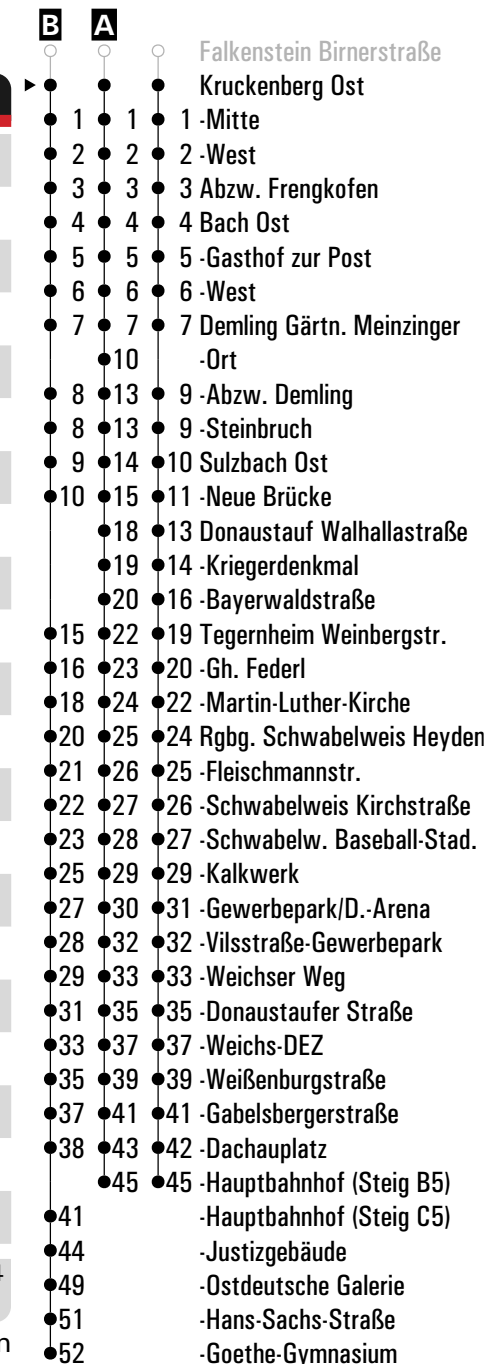 B A
Falkenstein Birnerstraße
Kruckenberg Ost
1 1 1 -Mitte
2 2 2 -West
3 3 3 Abzw. Frengkofen
4 4 4 Bach Ost
5 5 5 -Gasthof zur Post
6 6 6 -West
7 7 7 Demling Gärtn. Meinzinger
10 -Ort
8 13 9 -Abzw. Demling
8 13 9 -Steinbruch
9 14 10 Sulzbach Ost
10 15 11 -Neue Brücke
18 13 Donaustauf Walhallastraße
19 14 -Kriegerdenkmal
20 16 -Bayerwaldstraße
15 22 19 Tegernheim Weinbergstr.
16 23 20 -Gh. Federl
18 24 22 -Martin-Luther-Kirche
20 25 24 Rgbg. Schwabelweis Heyden
21 26 25 -Fleischmannstr.
22 27 26 -Schwabelweis Kirchstraße
23 28 27 -Schwabelw. Baseball-Stad.
25 29 29 -Kalkwerk
27 30 31 -Gewerbepark/D.-Arena
28 32 32 -Vilsstraße-Gewerbepark
29 33 33 -Weichser Weg
31 35 35 -Donaustaufer Straße
33 37 37 -Weichs-DEZ
35 39 39 -Weißenburgstraße
37 41 41 -Gabelsbergerstraße
38 43 42 -Dachauplatz
45 45 -Hauptbahnhof (Steig B5)
41 -Hauptbahnhof (Steig C5)
44 -Justizgebäude
49 -Ostdeutsche Galerie
51 -Hans-Sachs-Straße
n
52 -Goethe-Gymnasium